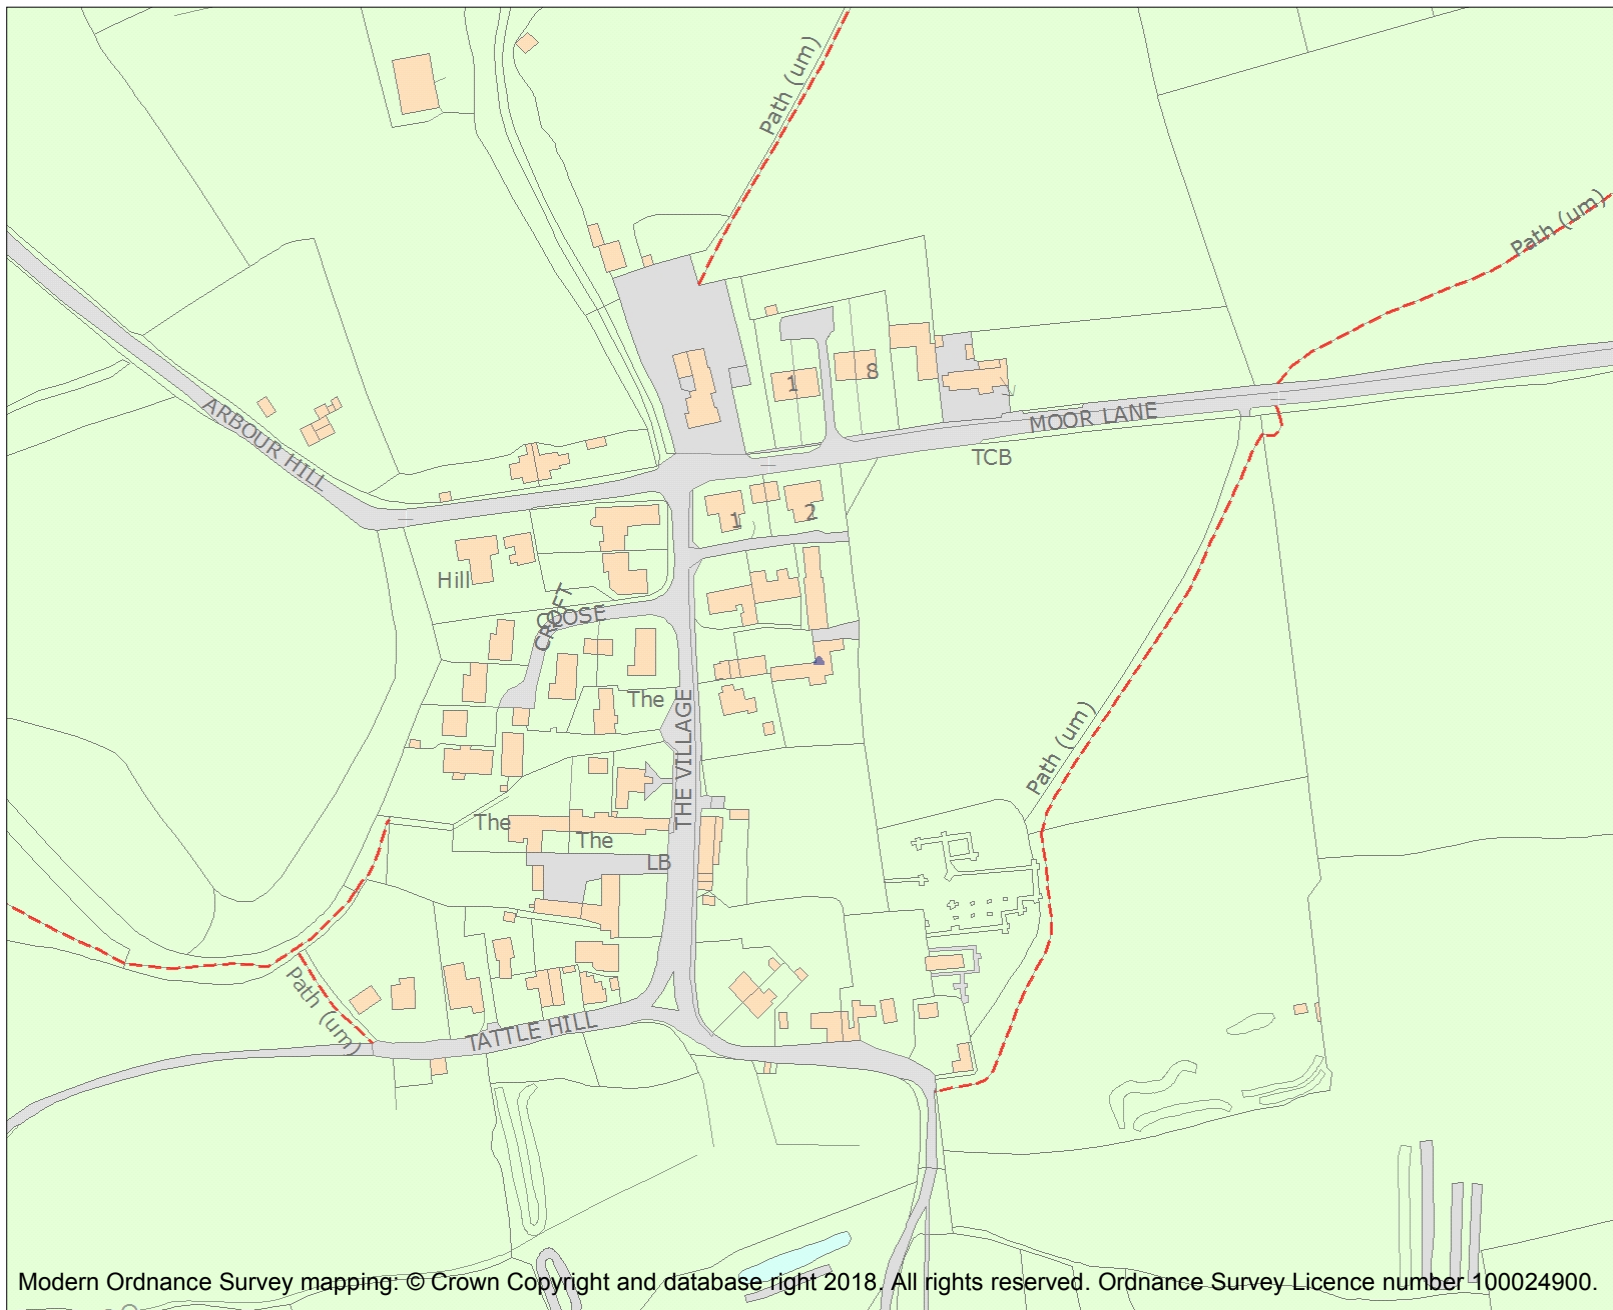 Path (um)
Path (um)
ARBOUR HILL
1
8
MOOR LANE
TCB
1
2
Hill
CROFT
CLOSE
The
THE VILLAGE
Path (um)
The
The
LB
Path (um)
TATTLE HILL
Modern Ordnance Survey mapping: © Crown Copyright and database right 2018. All rights reserved. Ordnance Survey Licence number 100024900.